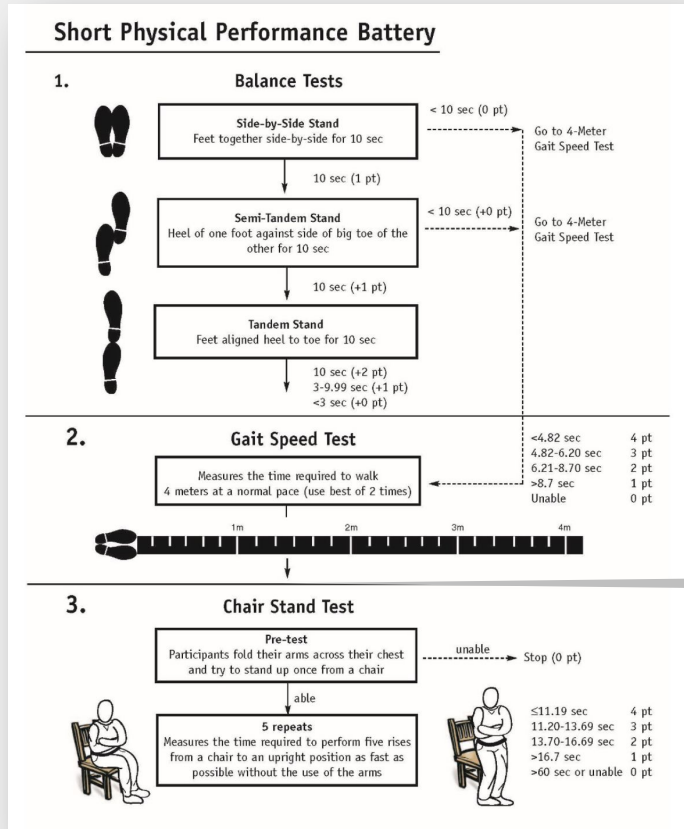 Short Physical Performance Battery
1.
Balance Tests
Side-by-Side Stand
Feet together side-by-side for 10 sec
< 10 sec (0 pt)
Go to 4-Meter
Gait Speed Test
10 sec (1 pt)
Semi-Tandem Stand
Heel of one foot against side of big toe of the
other for 10 sec
< 10 sec (+0 pt)
Go to 4-Meter
Gait Speed Test
10 sec (+1 pt)
Tandem Stand
Feet aligned heel to toe for 10 sec
10 sec (+2 pt)
3-9.99 sec (+1 pt)
<3 sec (+0 pt)
2.
Gait Speed Test
Measures the time required to walk
4 meters at a normal pace (use best of 2 times)
<4.82 sec 4 pt
4.82-6.20 sec 3 pt
6.21-8.70 sec 2 pt
>8.7 sec 1 pt
Unable 0 pt
1m 2m 3m 4m
3.
Chair Stand Test
Pre-test
Participants fold their arms across their chest
and try to stand up once from a chair
unable
Stop (0 pt)
able
5 repeats
Measures the time required to perform five rises
from a chair to an upright position as fast as
possible without the use of the arms
≤11.19 sec 4 pt
11.20-13.69 sec 3 pt
13.70-16.69 sec 2 pt
>16.7 sec 1 pt
>60 sec or unable 0 pt